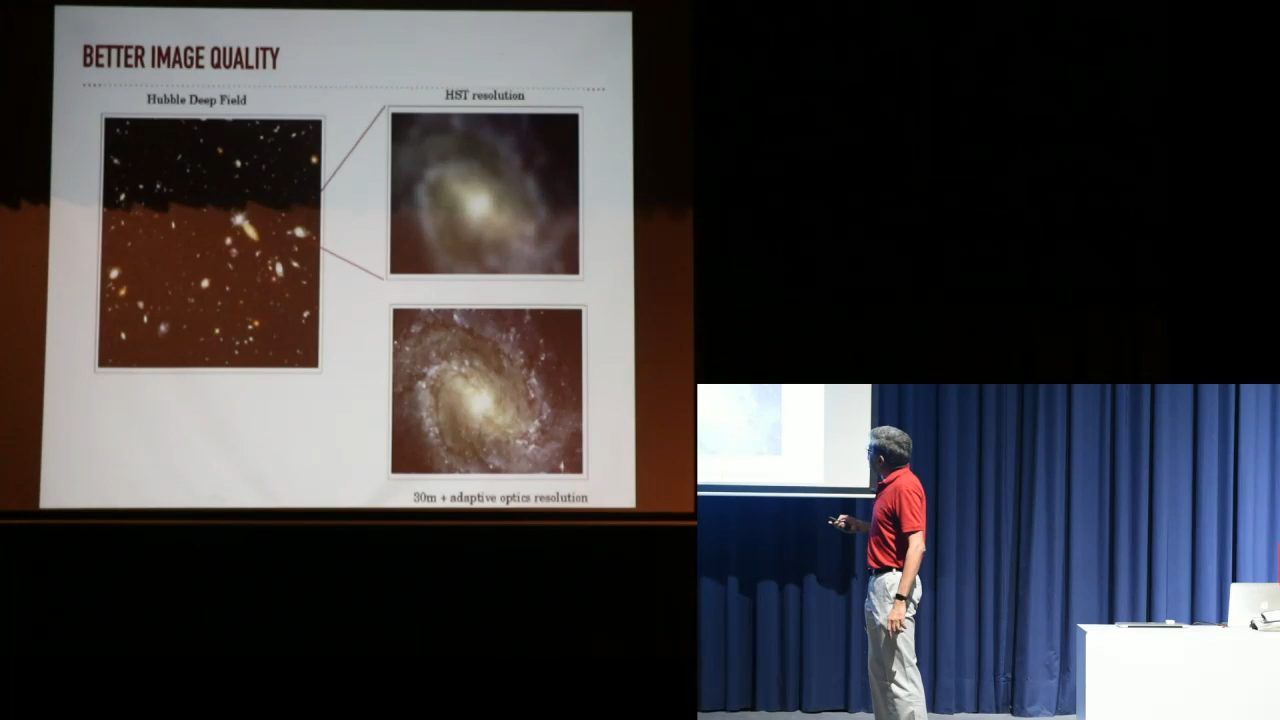 BETTER IMAGE QUALITY
Hubble Deep Field
HST resolution
30m + adaptive optics resolution